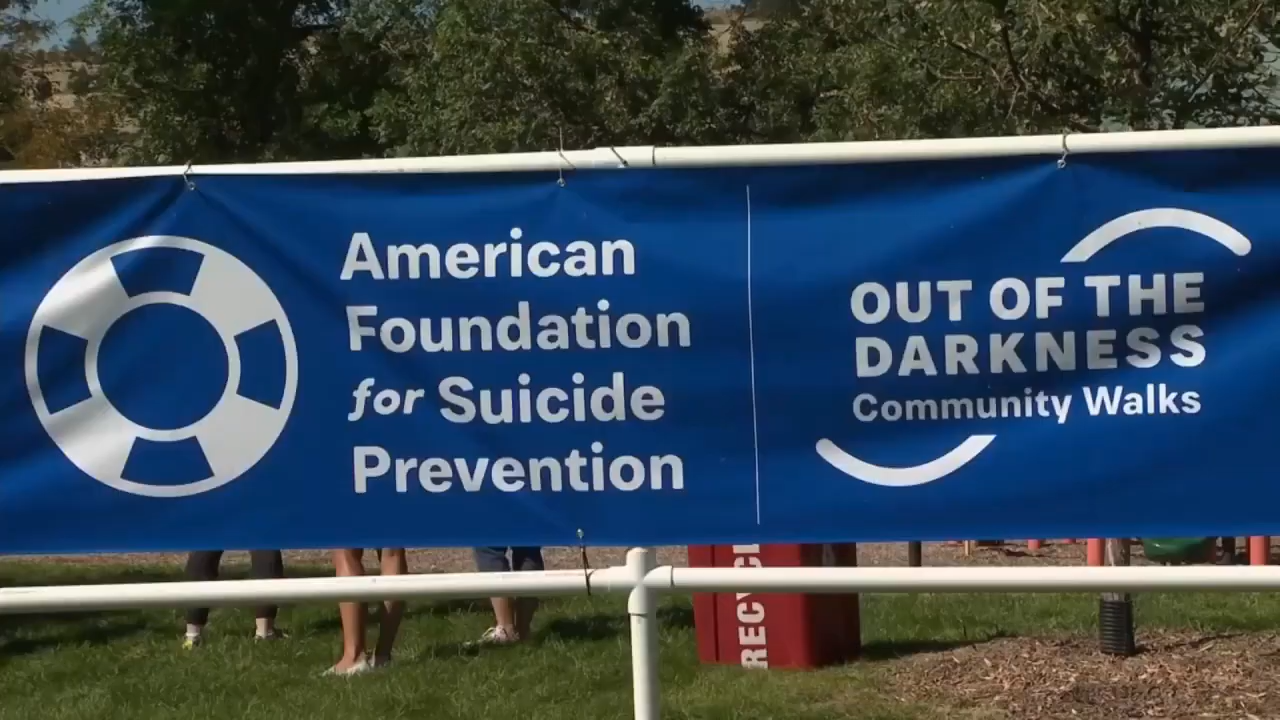 American
Foundation
for Suicide
Prevention
OUT OF THE
DARKNESS
Community Walks